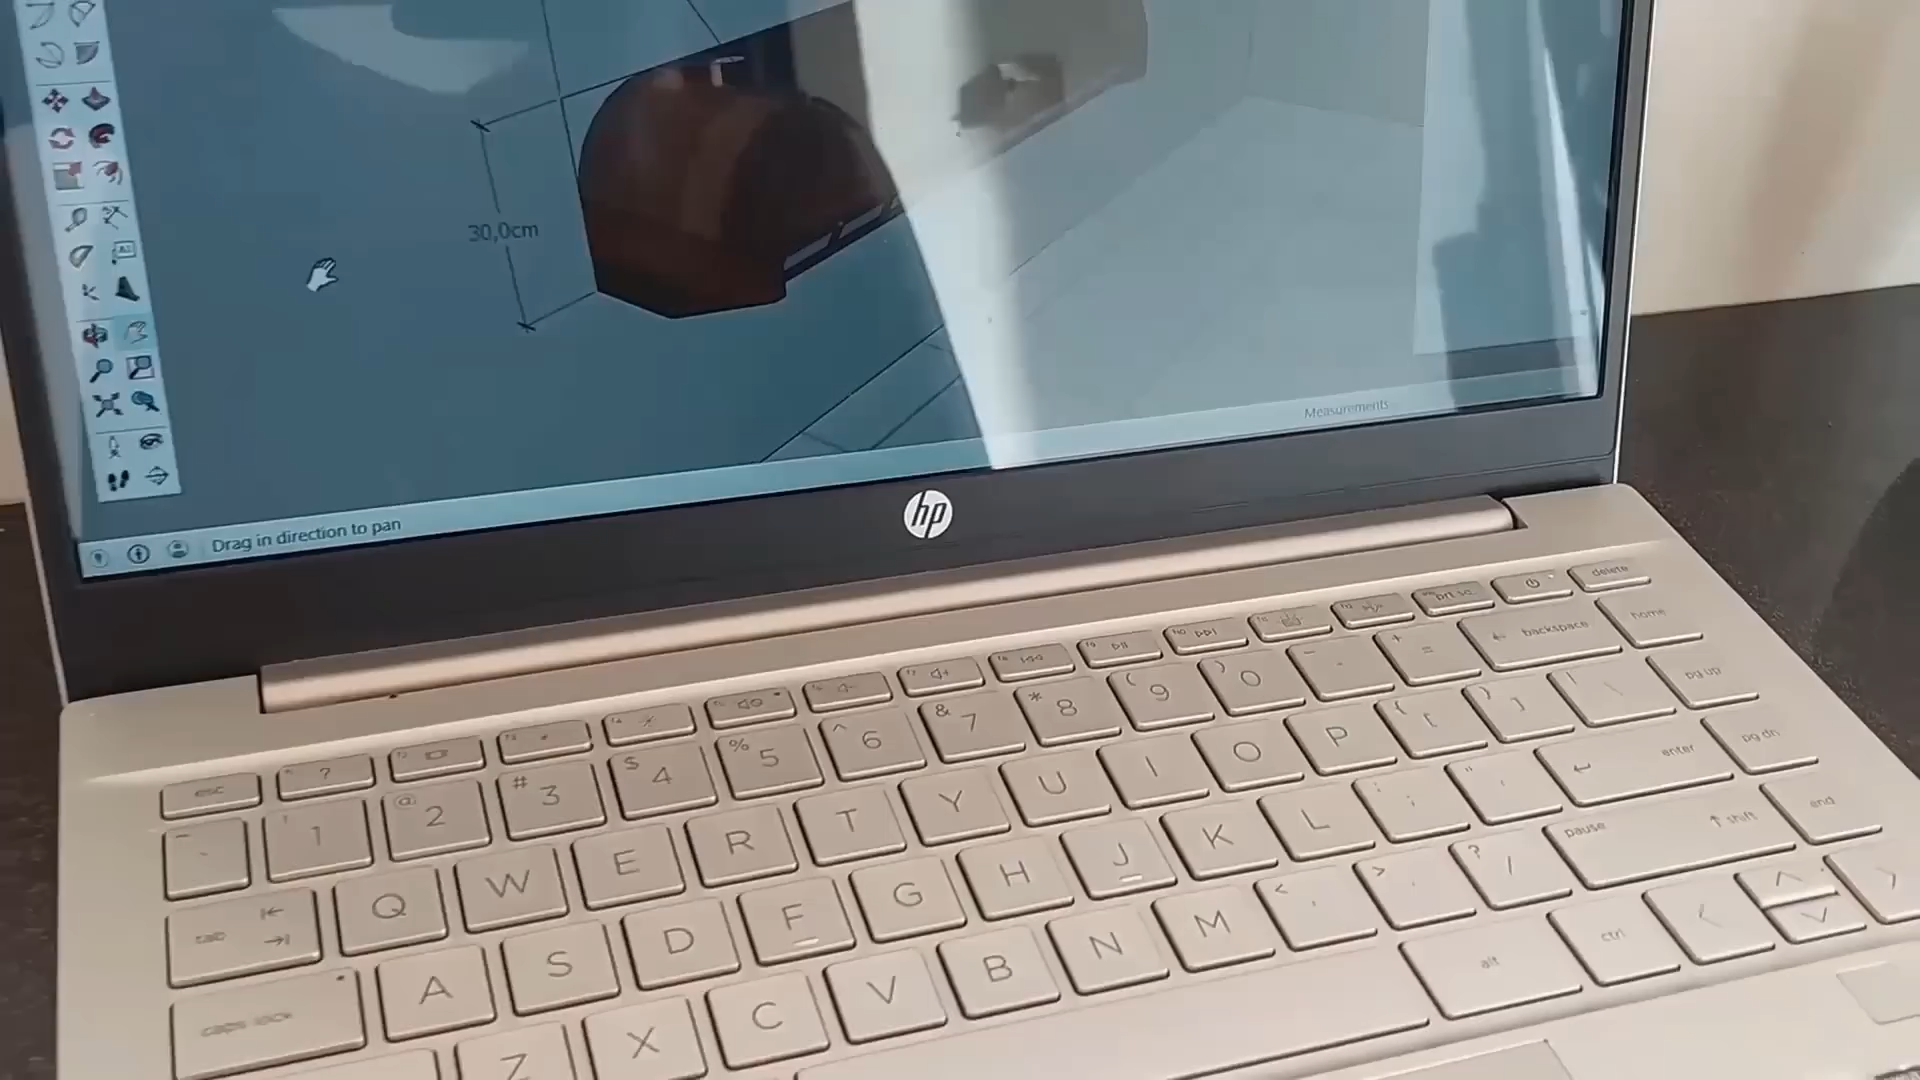 30,0cm
Measurements
Drag in direction to pan
hp
delete
esc ? prt sc
home
~ ` ! 1 @ 2 # 3 $ 4 % 5 ^ 6 & 7 * 8 ( 9 ) 0 - + = backspace
pg up
tab Q W E R T Y U I O P { [ } ] | \
pg dn
caps lock A S D F G H J K L : ; " ' enter
end
Z X C V B N M < , > . ? / pause shift
alt ctrl